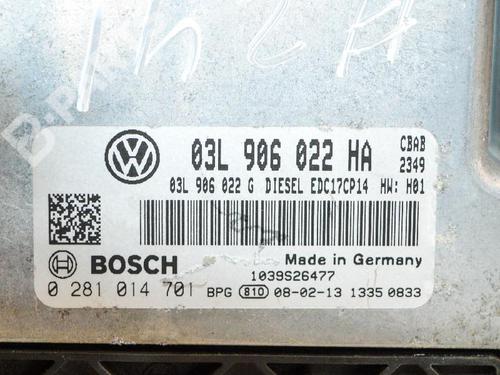 03L 906 022 HA
CBAB
2349
03L 906 022 G DIESEL EDC17CP14 HW: H01
BOSCH
Made in Germany
1039S26477
0 281 014 701 BPG 810 08-02-13 1335 0833